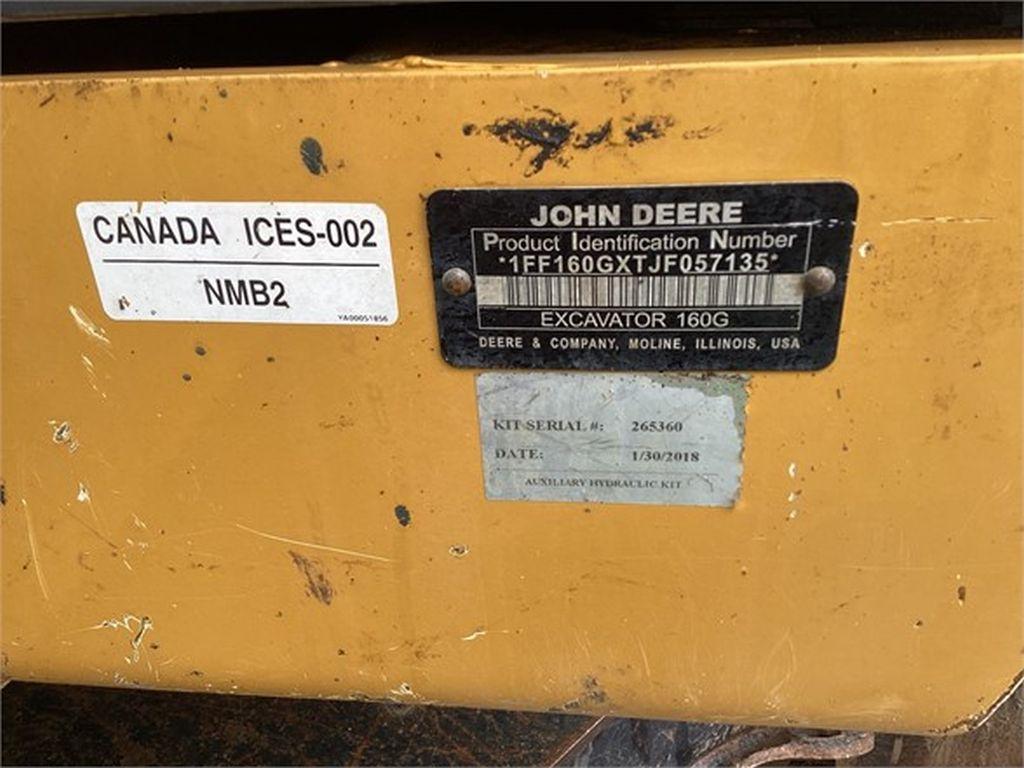 CANADA ICES-002
NMB2
YA00051856
JOHN DEERE
Product Identification Number
*1FF160GXTJF057135*
EXCAVATOR 160G
DEERE & COMPANY, MOLINE, ILLINOIS, USA
KIT SERIAL #: 265360
DATE: 1/30/2018
AUXILIARY HYDRAULIC KIT